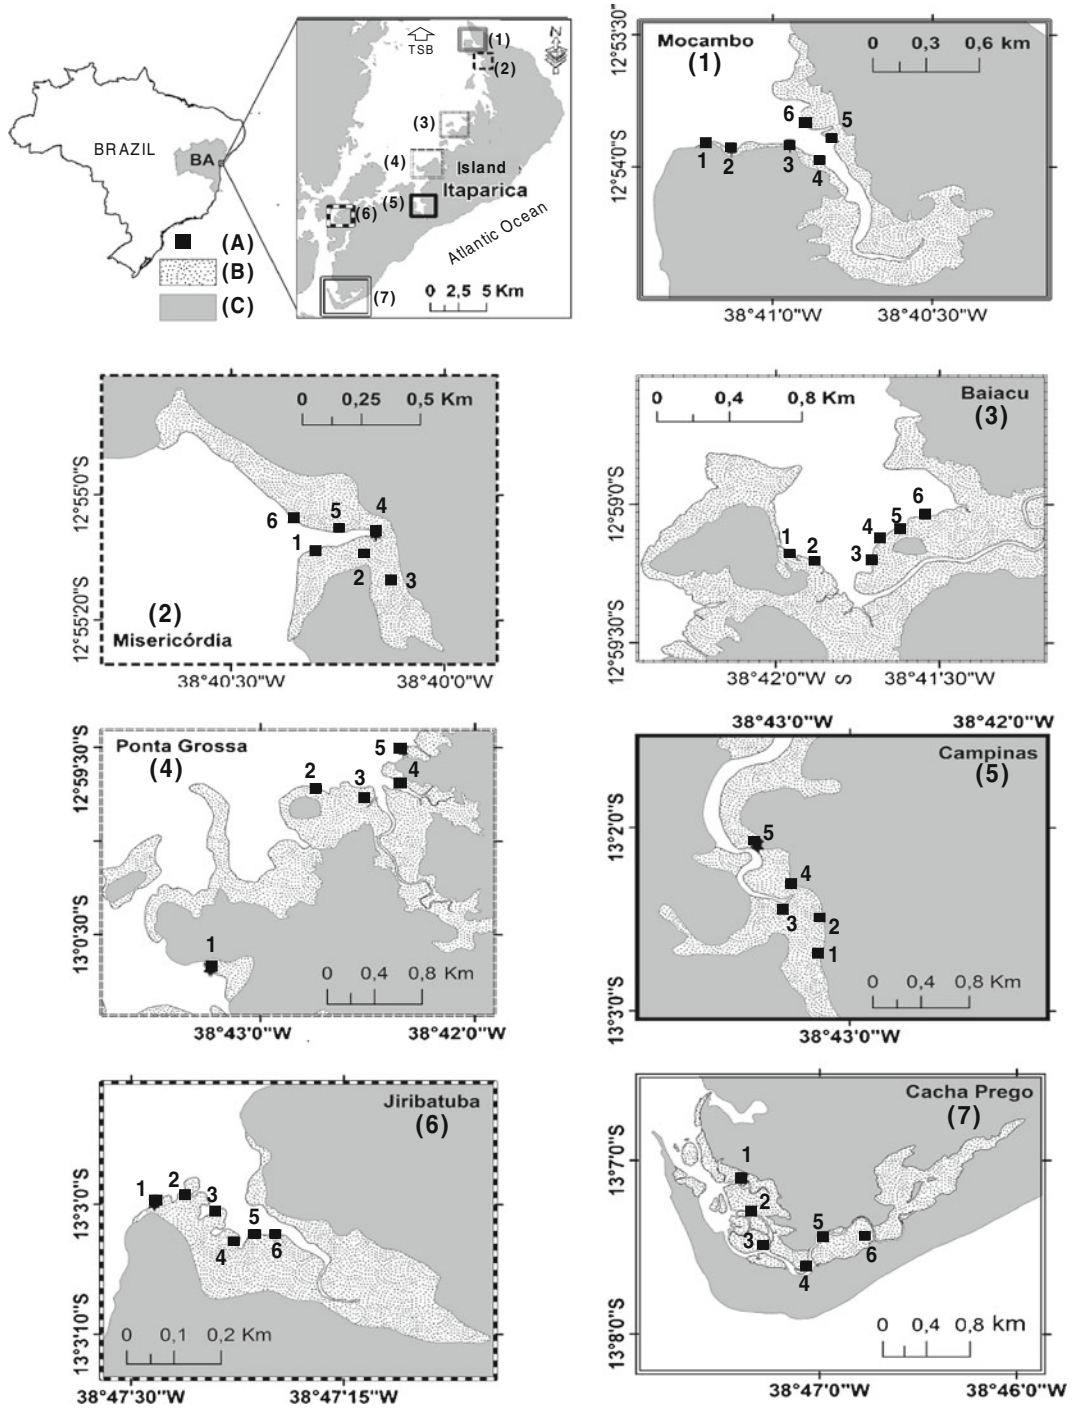 BRAZIL
BA
(A)
(B)
(C)
TSB
N
(1)
(2)
(3)
(4)
(5)
(6)
(7)
Island
Itaparica
Atlantic Ocean
0 2,5 5 Km
Mocambo
(1)
0 0,3 0,6 km
12°53'30"
12°54'0"S
1 2 3 4 5 6
38°41'0"W 38°40'30"W
0 0,25 0,5 Km
12°55'0"S
12°55'20"S
6 5 4
1 2 3
(2)
Misericórdia
38°40'30"W 38°40'0"W
0 0,4 0,8 Km
Baiacu
(3)
12°59'0"S
12°59'30"S
1 2 3 4 5 6
38°42'0"W S 38°41'30"W
Ponta Grossa
(4)
12°59'30"S
13°0'30"S
1 2 3 4 5
0 0,4 0,8 Km
38°43'0"W 38°42'0"W
38°43'0"W 38°42'0"W
Campinas
(5)
13°2'0"S
13°3'0"S
5
4
3 2
1
0 0,4 0,8 Km
38°43'0"W
Jiribatuba
(6)
13°3'0"S
13°3'10"S
1 2 3 4 5 6
0 0,1 0,2 Km
38°47'30"W 38°47'15"W
Cacha Prego
(7)
13°7'0"S
13°8'0"S
1
2
3 4 5 6
0 0,4 0,8 km
38°47'0"W 38°46'0"W